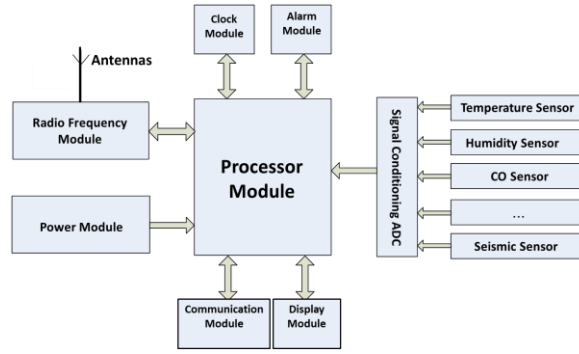 Clock
Module
Alarm
Module
Antennas
Radio Frequency
Module
Processor
Module
Power Module
Signal Conditioning ADC
Temperature Sensor
Humidity Sensor
CO Sensor
...
Seismic Sensor
Communication
Module
Display
Module